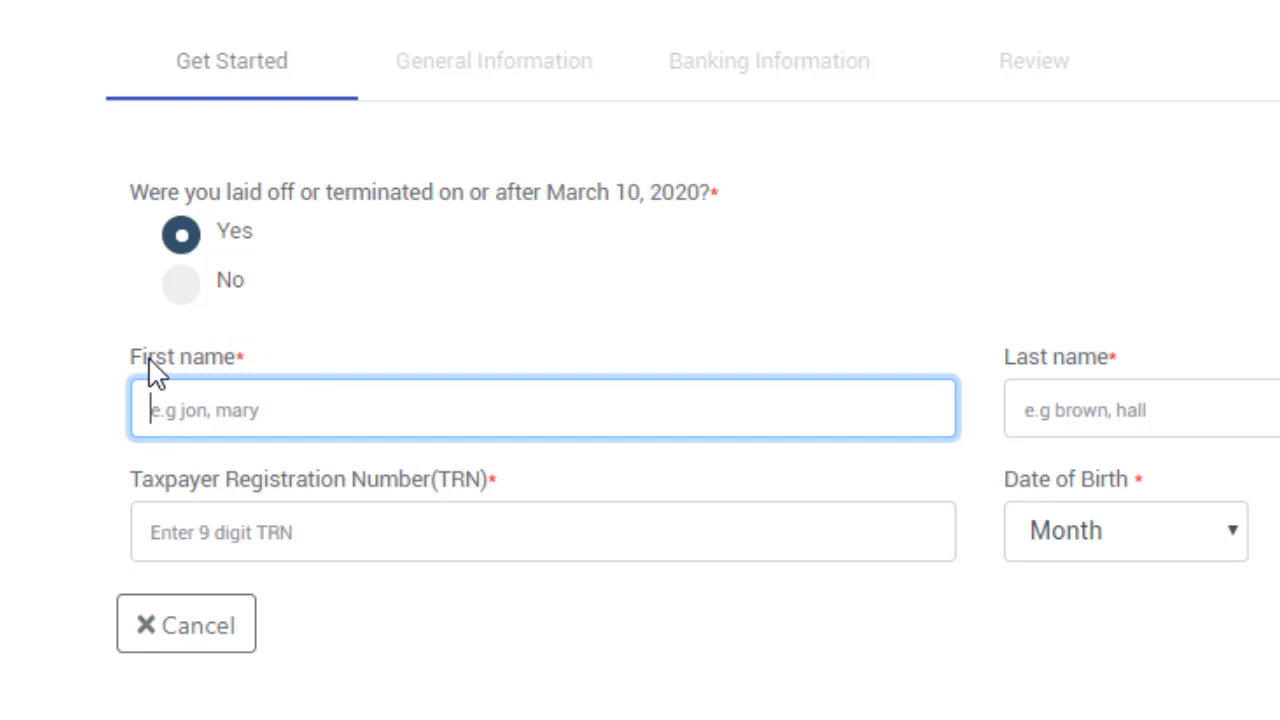 Get Started General Information Banking Information Review
Were you laid off or terminated on or after March 10, 2020?*
Yes
No
First name* Last name*
e.g jon, mary e.g brown, hall
Taxpayer Registration Number(TRN)* Date of Birth *
Enter 9 digit TRN Month
Cancel